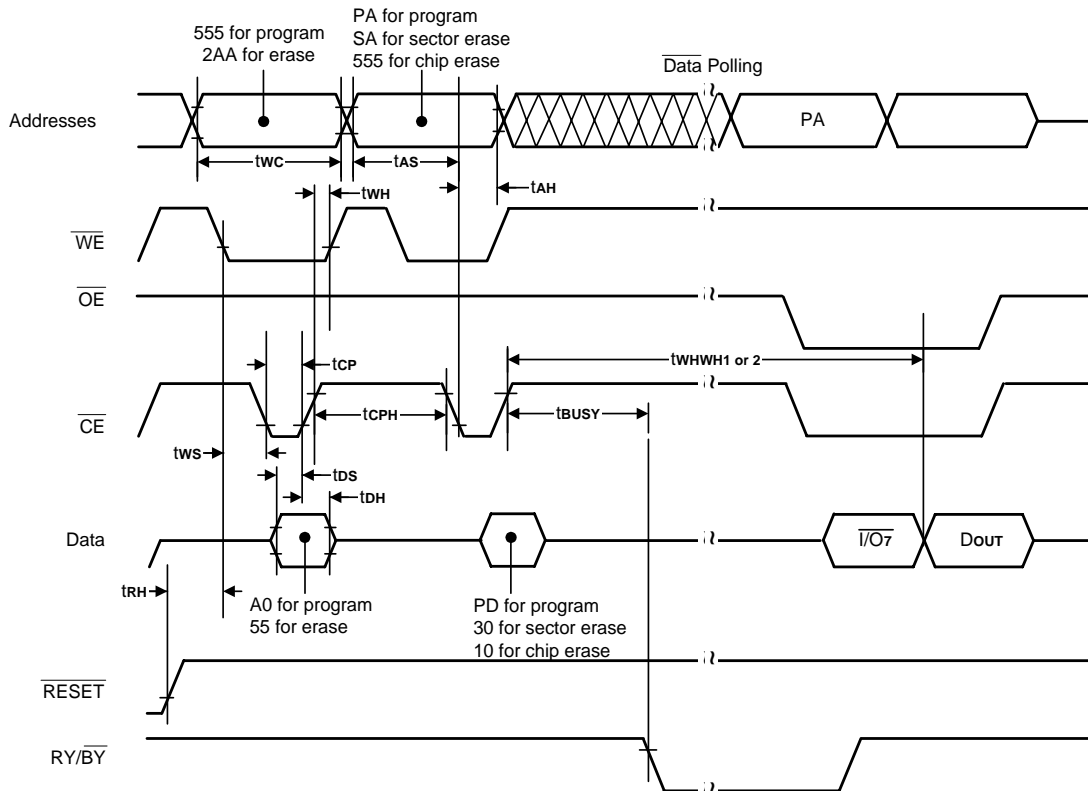 555 for program
2AA for erase
PA for program
SA for sector erase
555 for chip erase
Data Polling
Addresses
PA
tWC
tAS
tAH
tWH
WE
OE
tWHWH1 or 2
tCP
CE
tCPH
tBUSY
tWS
tDS
tDH
Data
I/O7
DOUT
tRH
A0 for program
55 for erase
PD for program
30 for sector erase
10 for chip erase
RESET
RY/BY